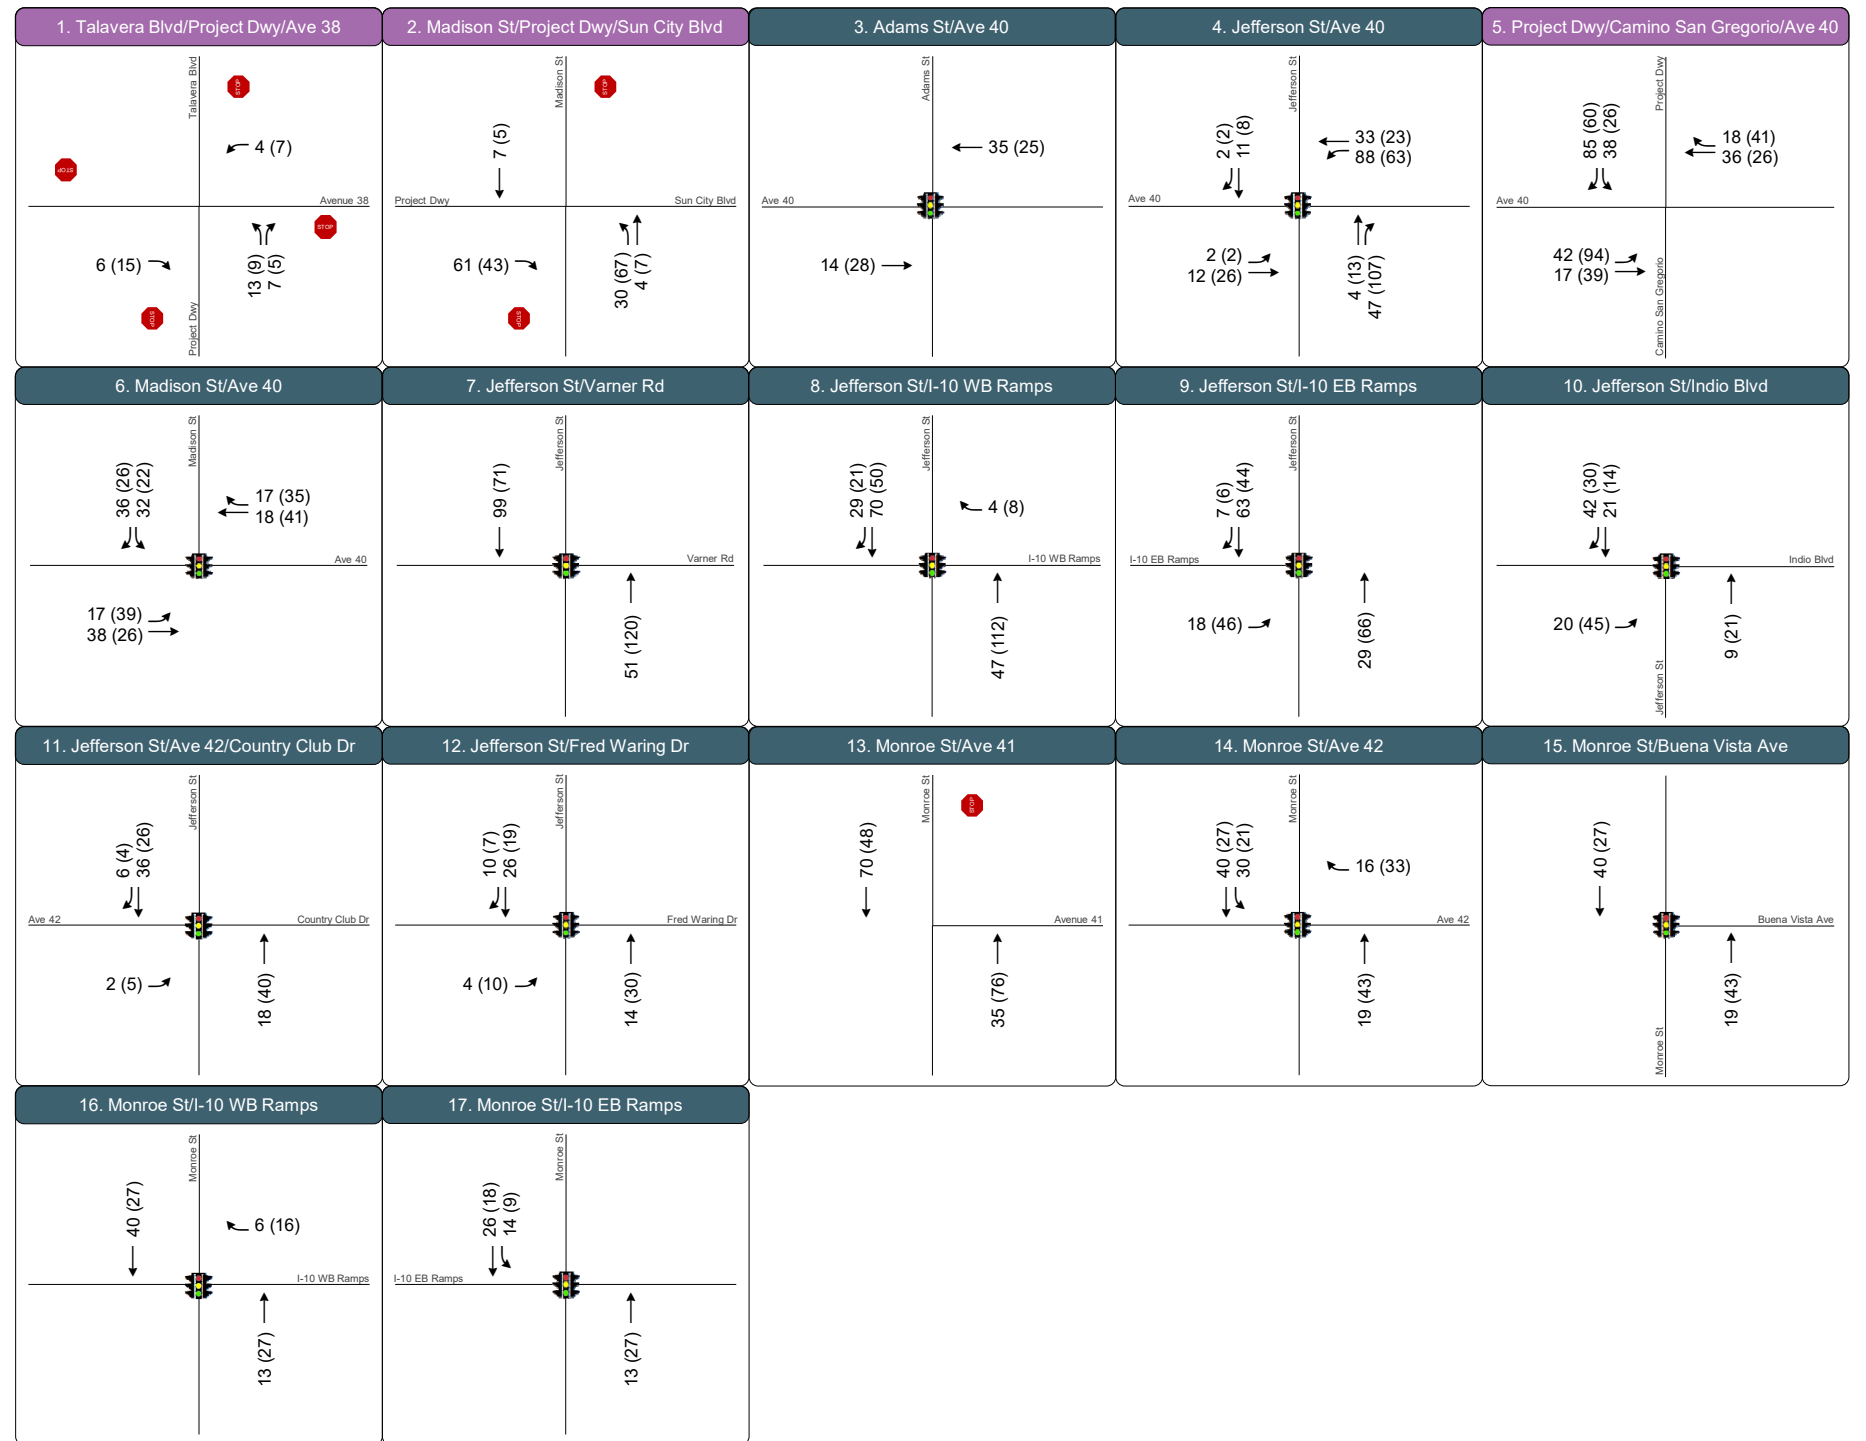 1. Talavera Blvd/Project Dwy/Ave 38
Talavera Blvd
STOP
4 (7)
STOP
Avenue 38
STOP
6 (15)
13 (9)
7 (5)
STOP
Project Dwy
2. Madison St/Project Dwy/Sun City Blvd
Madison St
STOP
7 (5)
Project Dwy
Sun City Blvd
61 (43)
30 (67)
4 (7)
STOP
3. Adams St/Ave 40
Adams St
35 (25)
Ave 40
14 (28)
4. Jefferson St/Ave 40
Jefferson St
2 (2)
11 (8)
33 (23)
88 (63)
Ave 40
2 (2)
12 (26)
4 (13)
47 (107)
5. Project Dwy/Camino San Gregorio/Ave 40
Project Dwy
85 (60)
38 (26)
18 (41)
36 (26)
Ave 40
42 (94)
17 (39)
Camino San Gregorio
6. Madison St/Ave 40
Madison St
36 (26)
32 (22)
17 (35)
18 (41)
Ave 40
17 (39)
38 (26)
7. Jefferson St/Varner Rd
Jefferson St
99 (71)
Varner Rd
51 (120)
8. Jefferson St/I-10 WB Ramps
Jefferson St
29 (21)
70 (50)
4 (8)
I-10 WB Ramps
47 (112)
9. Jefferson St/I-10 EB Ramps
Jefferson St
7 (6)
63 (44)
I-10 EB Ramps
18 (46)
29 (66)
10. Jefferson St/Indio Blvd
42 (30)
21 (14)
Indio Blvd
20 (45)
9 (21)
Jefferson St
11. Jefferson St/Ave 42/Country Club Dr
Jefferson St
6 (4)
36 (26)
Ave 42
Country Club Dr
2 (5)
18 (40)
12. Jefferson St/Fred Waring Dr
Jefferson St
10 (7)
26 (19)
Fred Waring Dr
4 (10)
14 (30)
13. Monroe St/Ave 41
Monroe St
STOP
70 (48)
Avenue 41
35 (76)
14. Monroe St/Ave 42
Monroe St
40 (27)
30 (21)
16 (33)
Ave 42
19 (43)
15. Monroe St/Buena Vista Ave
40 (27)
Buena Vista Ave
19 (43)
Monroe St
16. Monroe St/I-10 WB Ramps
Monroe St
40 (27)
6 (16)
I-10 WB Ramps
13 (27)
17. Monroe St/I-10 EB Ramps
Monroe St
26 (18)
14 (9)
I-10 EB Ramps
13 (27)